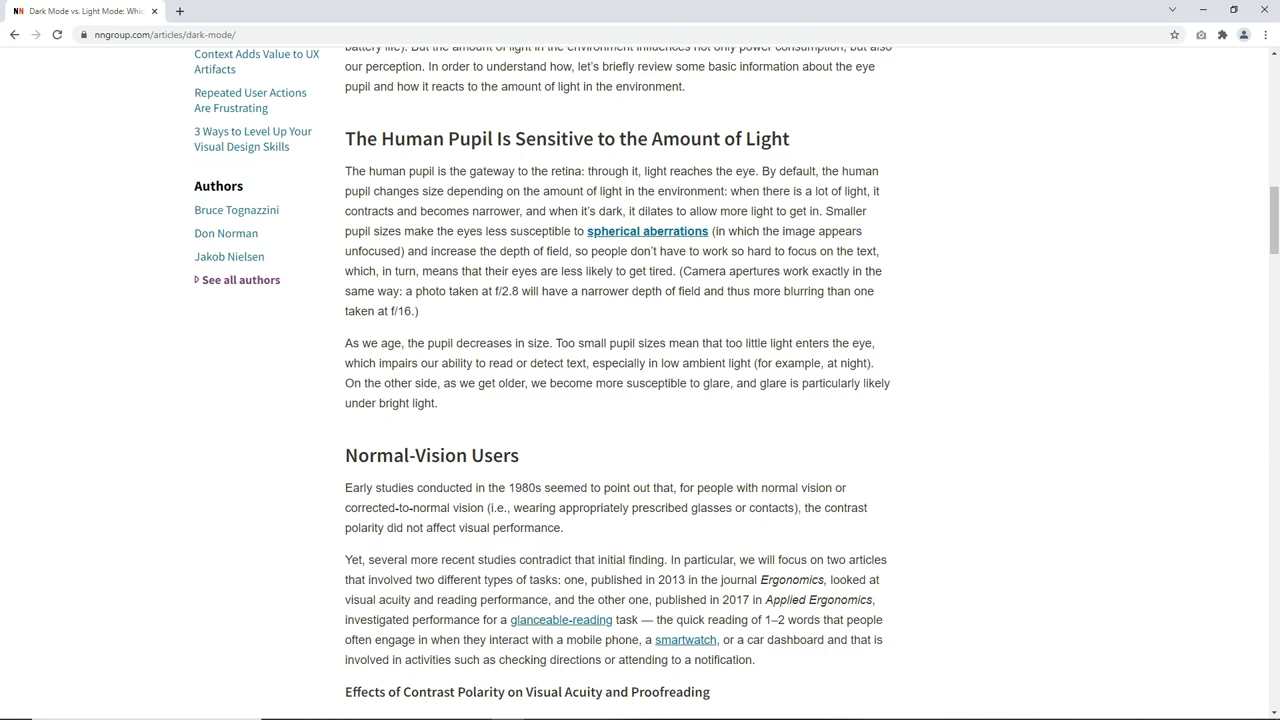 Dark Mode vs. Light Mode: Whic
nngroup.com/articles/dark-mode/
Context Adds Value to UX
Artifacts
Repeated User Actions
Are Frustrating
3 Ways to Level Up Your
Visual Design Skills
Authors
Bruce Tognazzini
Don Norman
Jakob Nielsen
See all authors
battery life). But the amount of light in the environment influences not only power consumption, but also
our perception. In order to understand how, let’s briefly review some basic information about the eye
pupil and how it reacts to the amount of light in the environment.
The Human Pupil Is Sensitive to the Amount of Light
The human pupil is the gateway to the retina: through it, light reaches the eye. By default, the human
pupil changes size depending on the amount of light in the environment: when there is a lot of light, it
contracts and becomes narrower, and when it’s dark, it dilates to allow more light to get in. Smaller
pupil sizes make the eyes less susceptible to spherical aberrations (in which the image appears
unfocused) and increase the depth of field, so people don’t have to work so hard to focus on the text,
which, in turn, means that their eyes are less likely to get tired. (Camera apertures work exactly in the
same way: a photo taken at f/2.8 will have a narrower depth of field and thus more blurring than one
taken at f/16.)
As we age, the pupil decreases in size. Too small pupil sizes mean that too little light enters the eye,
which impairs our ability to read or detect text, especially in low ambient light (for example, at night).
On the other side, as we get older, we become more susceptible to glare, and glare is particularly likely
under bright light.
Normal-Vision Users
Early studies conducted in the 1980s seemed to point out that, for people with normal vision or
corrected-to-normal vision (i.e., wearing appropriately prescribed glasses or contacts), the contrast
polarity did not affect visual performance.
Yet, several more recent studies contradict that initial finding. In particular, we will focus on two articles
that involved two different types of tasks: one, published in 2013 in the journal Ergonomics, looked at
visual acuity and reading performance, and the other one, published in 2017 in Applied Ergonomics,
investigated performance for a glanceable-reading task — the quick reading of 1–2 words that people
often engage in when they interact with a mobile phone, a smartwatch, or a car dashboard and that is
involved in activities such as checking directions or attending to a notification.
Effects of Contrast Polarity on Visual Acuity and Proofreading